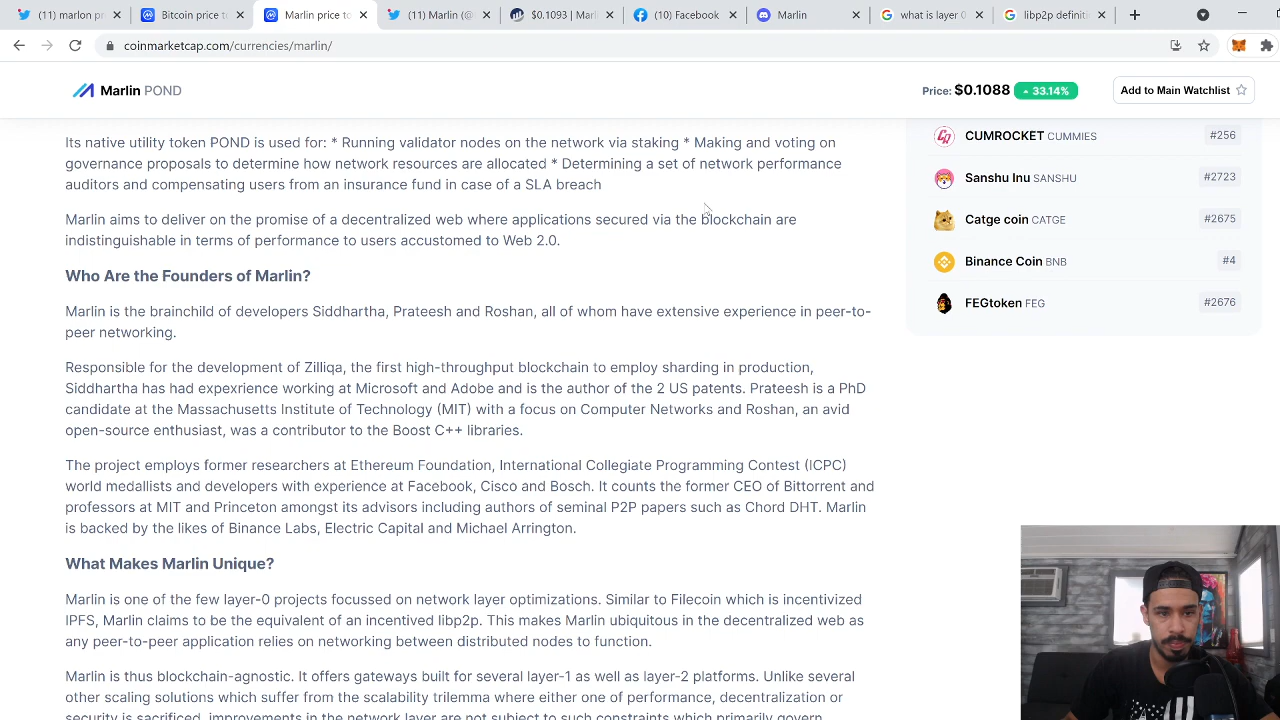 (11) marlon p
Bitcoin price t
Marlin price to
(11) Marlin (@
$0.1093 | Marl
(10) Facebook
Marlin
what is layer 0
libp2p definit
coinmarketcap.com/currencies/marlin/
Marlin POND
Price: $0.1088 33.14%
Add to Main Watchlist
Its native utility token POND is used for: * Running validator nodes on the network via staking * Making and voting on
governance proposals to determine how network resources are allocated * Determining a set of network performance
auditors and compensating users from an insurance fund in case of a SLA breach
Marlin aims to deliver on the promise of a decentralized web where applications secured via the blockchain are
indistinguishable in terms of performance to users accustomed to Web 2.0.
Who Are the Founders of Marlin?
Marlin is the brainchild of developers Siddhartha, Prateesh and Roshan, all of whom have extensive experience in peer-to-
peer networking.
Responsible for the development of Zilliqa, the first high-throughput blockchain to employ sharding in production,
Siddhartha has had expexrience working at Microsoft and Adobe and is the author of the 2 US patents. Prateesh is a PhD
candidate at the Massachusetts Institute of Technology (MIT) with a focus on Computer Networks and Roshan, an avid
open-source enthusiast, was a contributor to the Boost C++ libraries.
The project employs former researchers at Ethereum Foundation, International Collegiate Programming Contest (ICPC)
world medallists and developers with experience at Facebook, Cisco and Bosch. It counts the former CEO of Bittorrent and
professors at MIT and Princeton amongst its advisors including authors of seminal P2P papers such as Chord DHT. Marlin
is backed by the likes of Binance Labs, Electric Capital and Michael Arrington.
What Makes Marlin Unique?
Marlin is one of the few layer-0 projects focussed on network layer optimizations. Similar to Filecoin which is incentivized
IPFS, Marlin claims to be the equivalent of an incentived libp2p. This makes Marlin ubiquitous in the decentralized web as
any peer-to-peer application relies on networking between distributed nodes to function.
Marlin is thus blockchain-agnostic. It offers gateways built for several layer-1 as well as layer-2 platforms. Unlike several
other scaling solutions which suffer from the scalability trilemma where either one of performance, decentralization or
security is sacrificed, improvements in the network layer are not subject to such constraints which primarily govern
CUMROCKET CUMMIES #256
Sanshu Inu SANSHU #2723
Catge coin CATGE #2675
Binance Coin BNB #4
FEGtoken FEG #2676